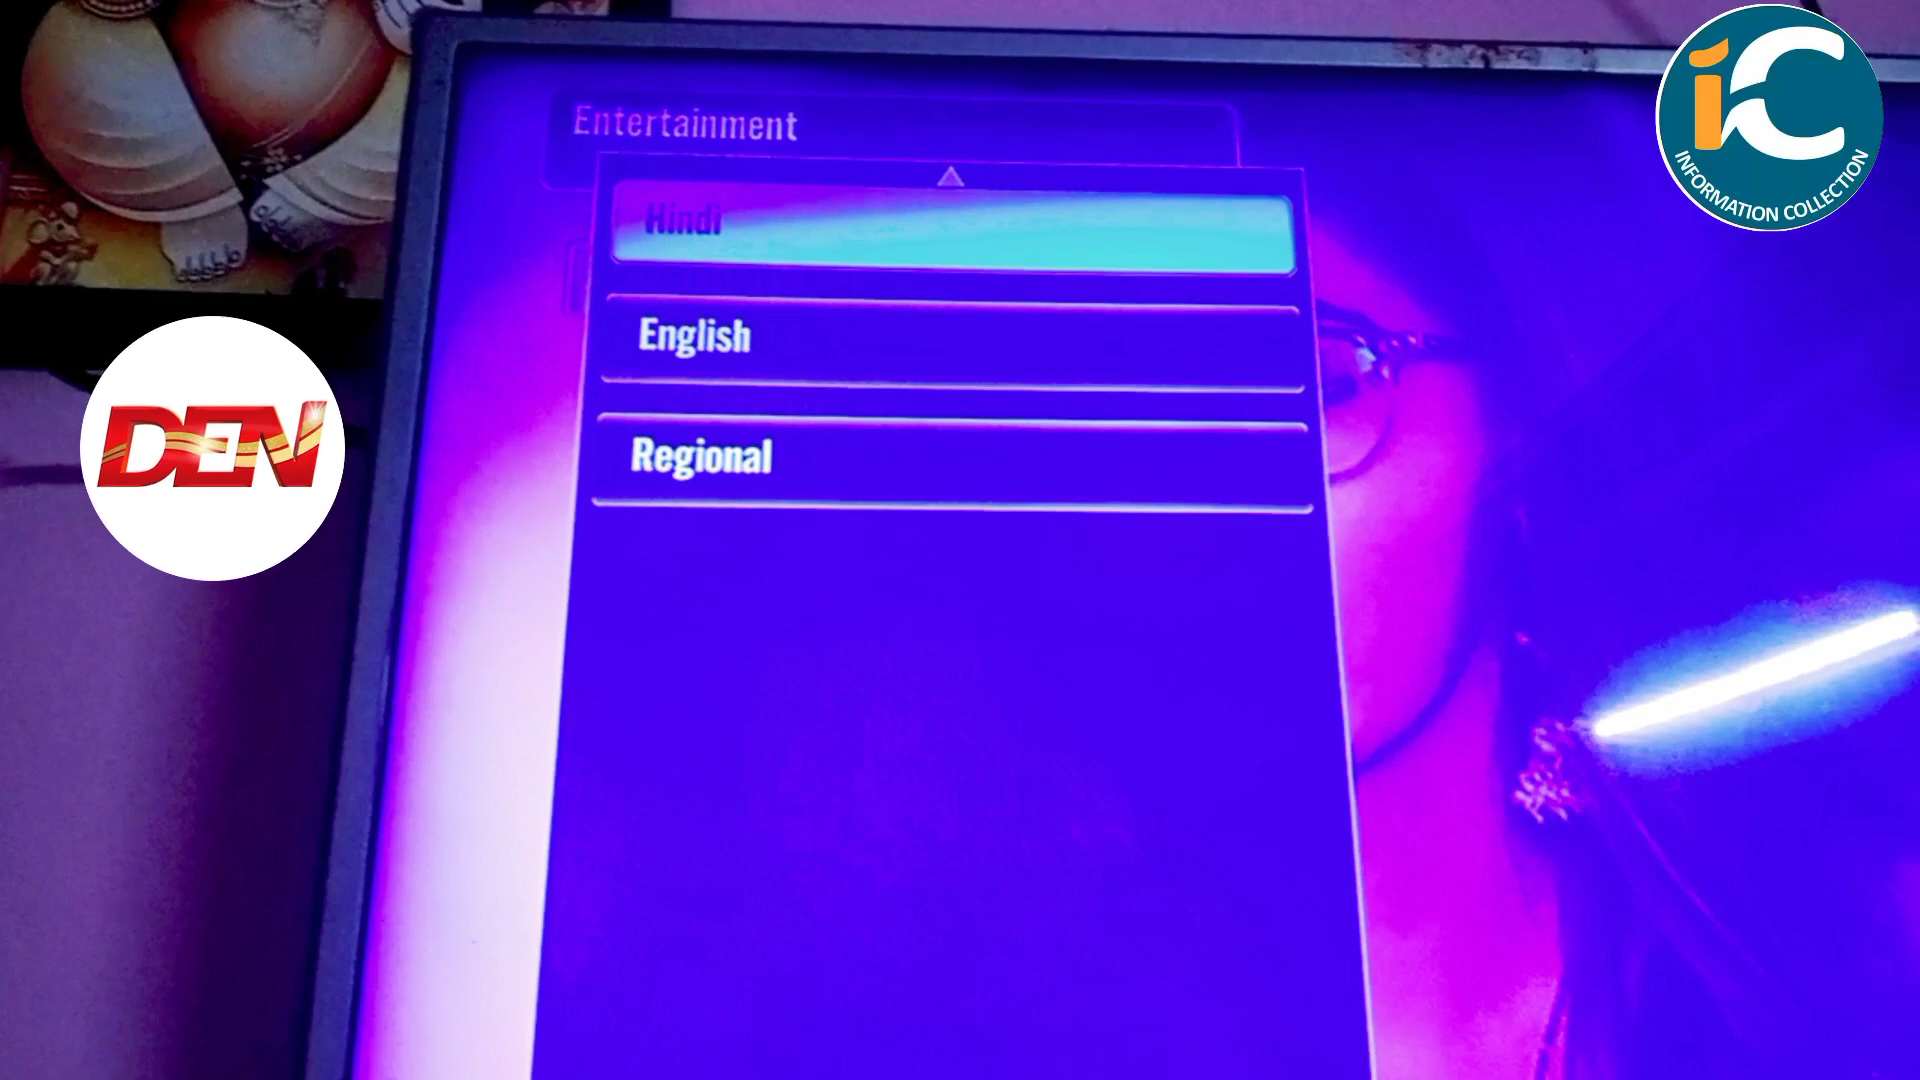 Entertainment
Hindi
English
Regional
DEN
iC
INFORMATION COLLECTION